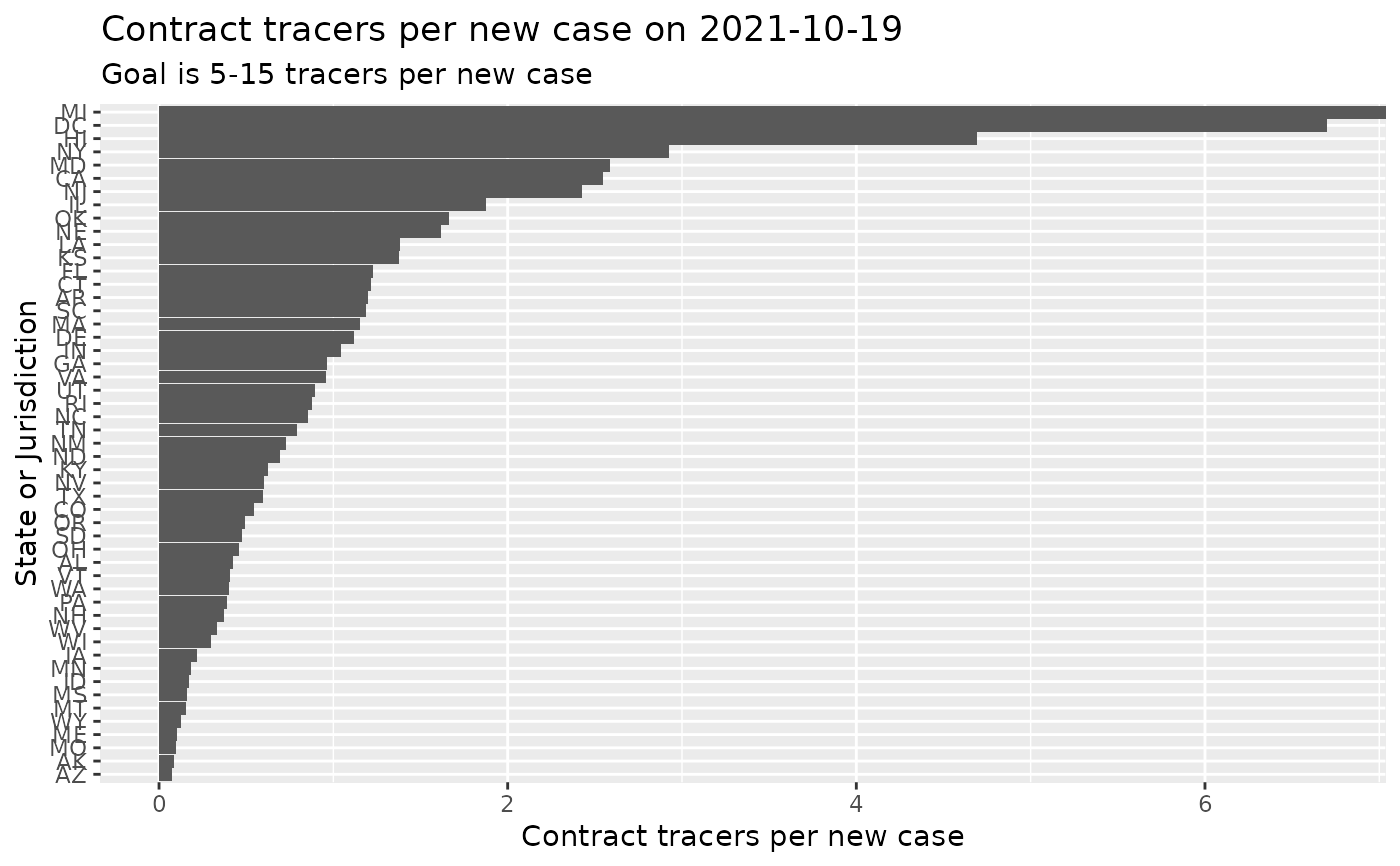 Contract tracers per new case on 2021-10-19
Goal is 5-15 tracers per new case
State or Jurisdiction
MI
DC
HI
NY
MD
CA
NJ
IL
OK
NE
LA
KS
FL
CT
AR
SC
MA
DE
IN
GA
VA
UT
RI
NC
TN
NM
ND
KY
NV
TX
CO
OR
SD
OH
AL
VT
WA
PA
NH
WV
WI
IA
MN
ID
MS
MT
WY
ME
MO
AK
AZ
0 2 4 6
Contract tracers per new case